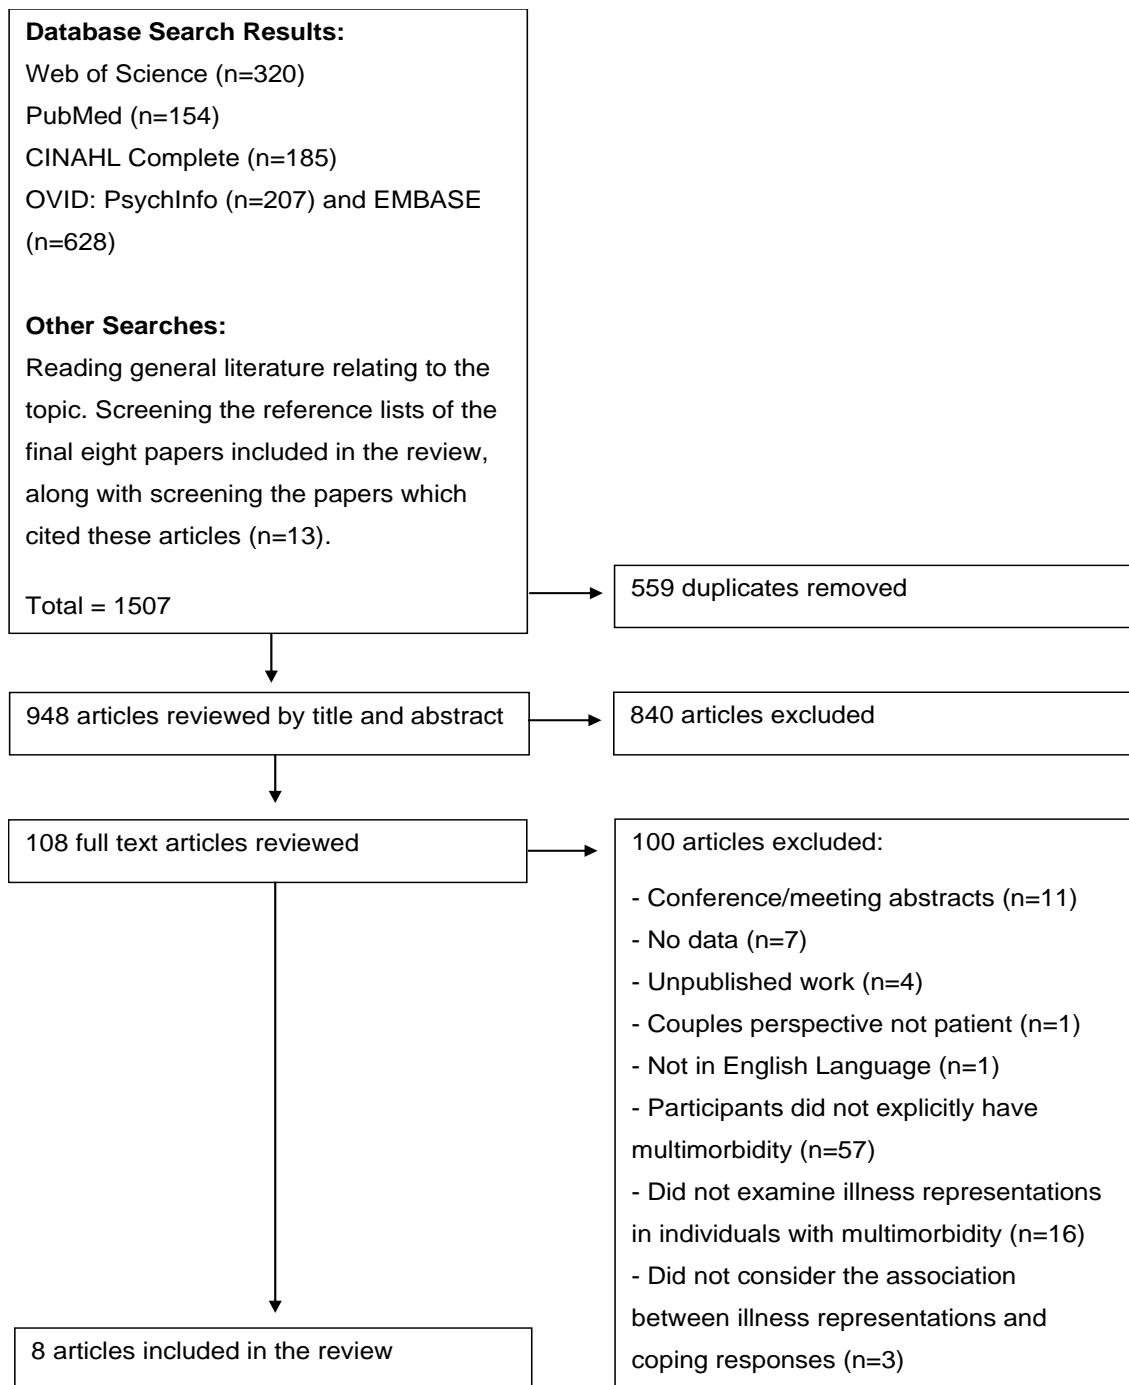 Database Search Results:
Web of Science (n=320)
PubMed (n=154)
CINAHL Complete (n=185)
OVID: PsychInfo (n=207) and EMBASE
(n=628)
Other Searches:
Reading general literature relating to the
topic. Screening the reference lists of the
final eight papers included in the review,
along with screening the papers which
cited these articles (n=13).
Total = 1507
559 duplicates removed
948 articles reviewed by title and abstract
840 articles excluded
108 full text articles reviewed
100 articles excluded:
- Conference/meeting abstracts (n=11)
- No data (n=7)
- Unpublished work (n=4)
- Couples perspective not patient (n=1)
- Not in English Language (n=1)
- Participants did not explicitly have
multimorbidity (n=57)
- Did not examine illness representations
in individuals with multimorbidity (n=16)
- Did not consider the association
between illness representations and
coping responses (n=3)
8 articles included in the review